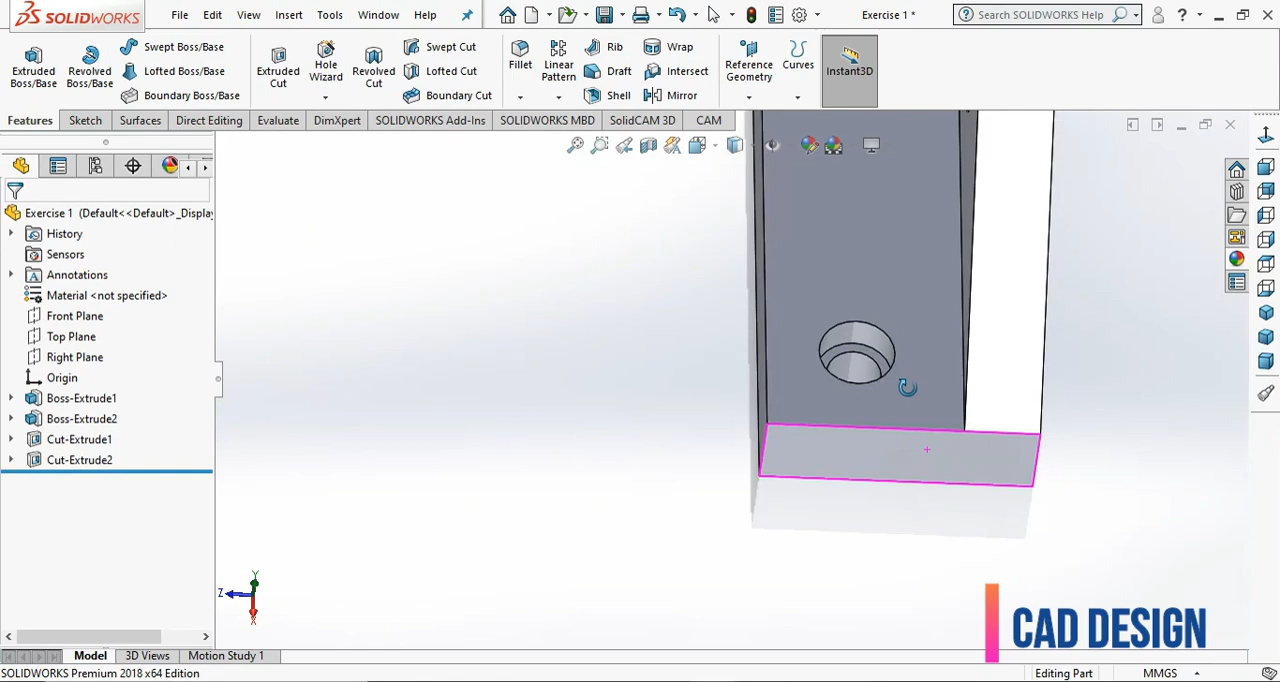 SOLIDWORKS File Edit View Insert Tools Window Help Exercise 1 * Search SOLIDWORKS Help ?
Extruded Boss/Base
Revolved Boss/Base
Swept Boss/Base
Lofted Boss/Base
Boundary Boss/Base
Extruded Cut
Hole Wizard
Revolved Cut
Swept Cut
Lofted Cut
Boundary Cut
Fillet
Linear Pattern
Rib
Draft
Shell
Wrap
Intersect
Mirror
Reference Geometry
Curves
Instant3D
Features Sketch Surfaces Direct Editing Evaluate DimXpert SOLIDWORKS Add-Ins SOLIDWORKS MBD SolidCAM 3D CAM
Exercise 1 (Default<<Default>_Display
History
Sensors
Annotations
Material <not specified>
Front Plane
Top Plane
Right Plane
Origin
Boss-Extrude1
Boss-Extrude2
Cut-Extrude1
Cut-Extrude2
Y
Z
X
CAD DESIGN
Model 3D Views Motion Study 1
SOLIDWORKS Premium 2018 x64 Edition Editing Part MMGS